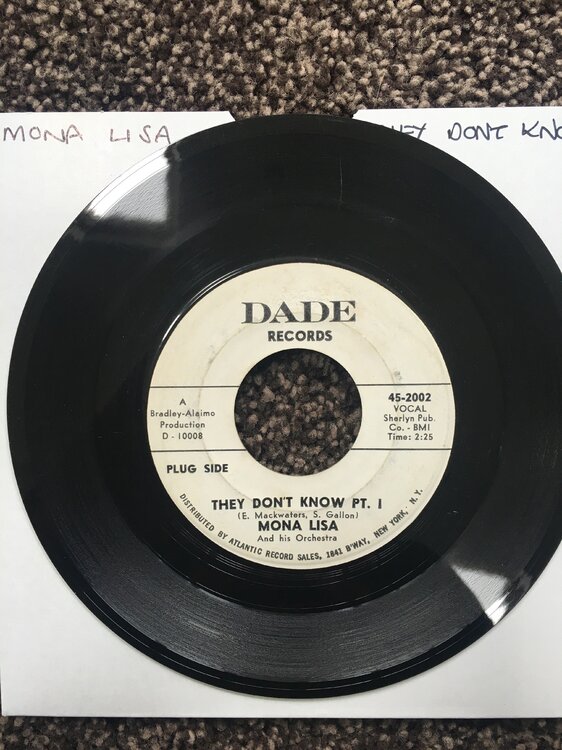 MONA LISA
DONT
DADE
RECORDS
A
Bradley-Alaimo
Production
D - 10008
45-2002
VOCAL
Sherlyn Pub.
Co. - BMI
Time: 2:25
PLUG SIDE
THEY DON'T KNOW PT. I
(E. Mackwaters, S. Gallon)
MONA LISA
And his Orchestra
DISTRIBUTED BY ATLANTIC RECORD SALES, 1841 B'WAY, NEW YORK, N. Y.